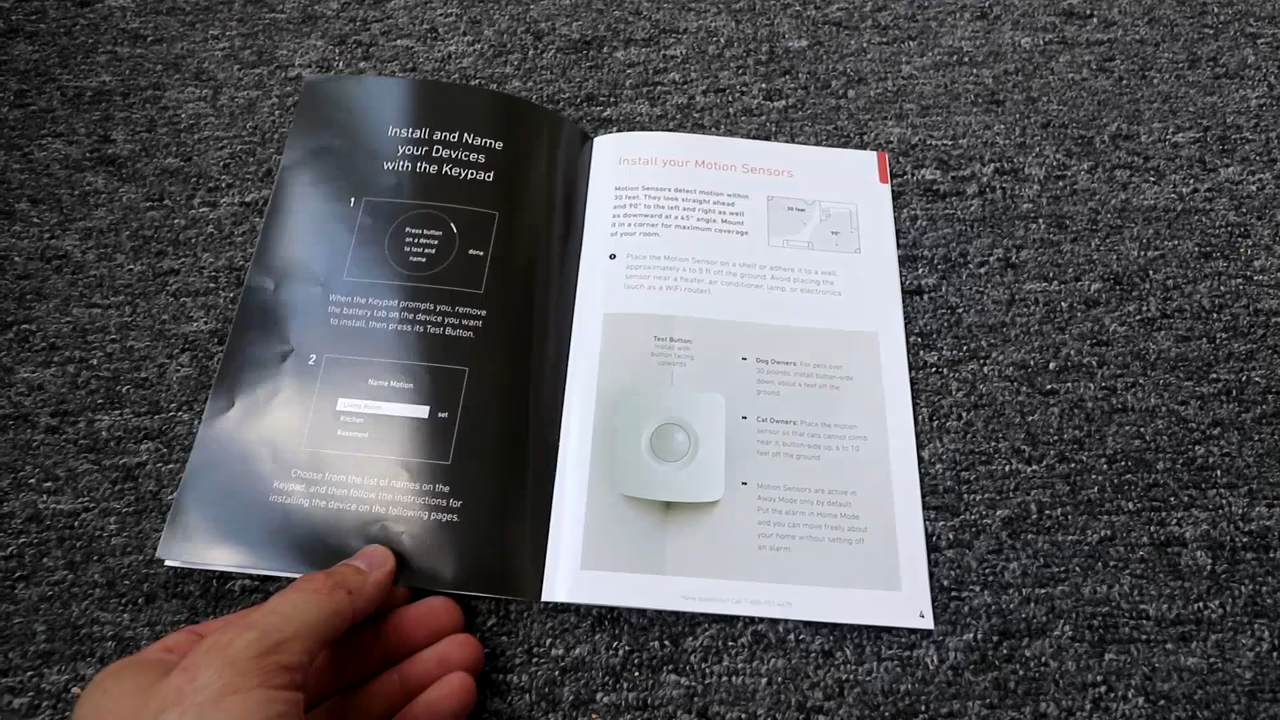 Install and Name
your Devices
with the Keypad
1
Press button
on a device
to test and
name
done
When the Keypad prompts you, remove
the battery tab on the device you want
to install, then press its Test Button.
2
Name Motion
Living Room
set
Kitchen
Basement
Choose from the list of names on the
Keypad, and then follow the instructions for
installing the device on the following pages.
Install your Motion Sensors
Motion Sensors detect motion within
30 feet. They look straight ahead
and 90° to the left and right as well
as downward at a 45° angle. Mount
it in a corner for maximum coverage
of your room.
30 feet
90°
Place the Motion Sensor on a shelf or adhere it to a wall,
approximately 4 to 5 ft off the ground. Avoid placing the
sensor near a heater, air conditioner, lamp, or electronics
(such as a WiFi router).
Test Button:
Install with
button facing
upwards
Dog Owners: For pets over
30 pounds, install button-side
down, about 4 feet off the
ground.
Cat Owners: Place the motion
sensor so that cats cannot climb
near it, button-side up, 6 to 10
feet off the ground
Motion Sensors are active in
Away Mode only by default.
Put the alarm in Home Mode
and you can move freely about
your home without setting off
an alarm.
Have questions? Call
4